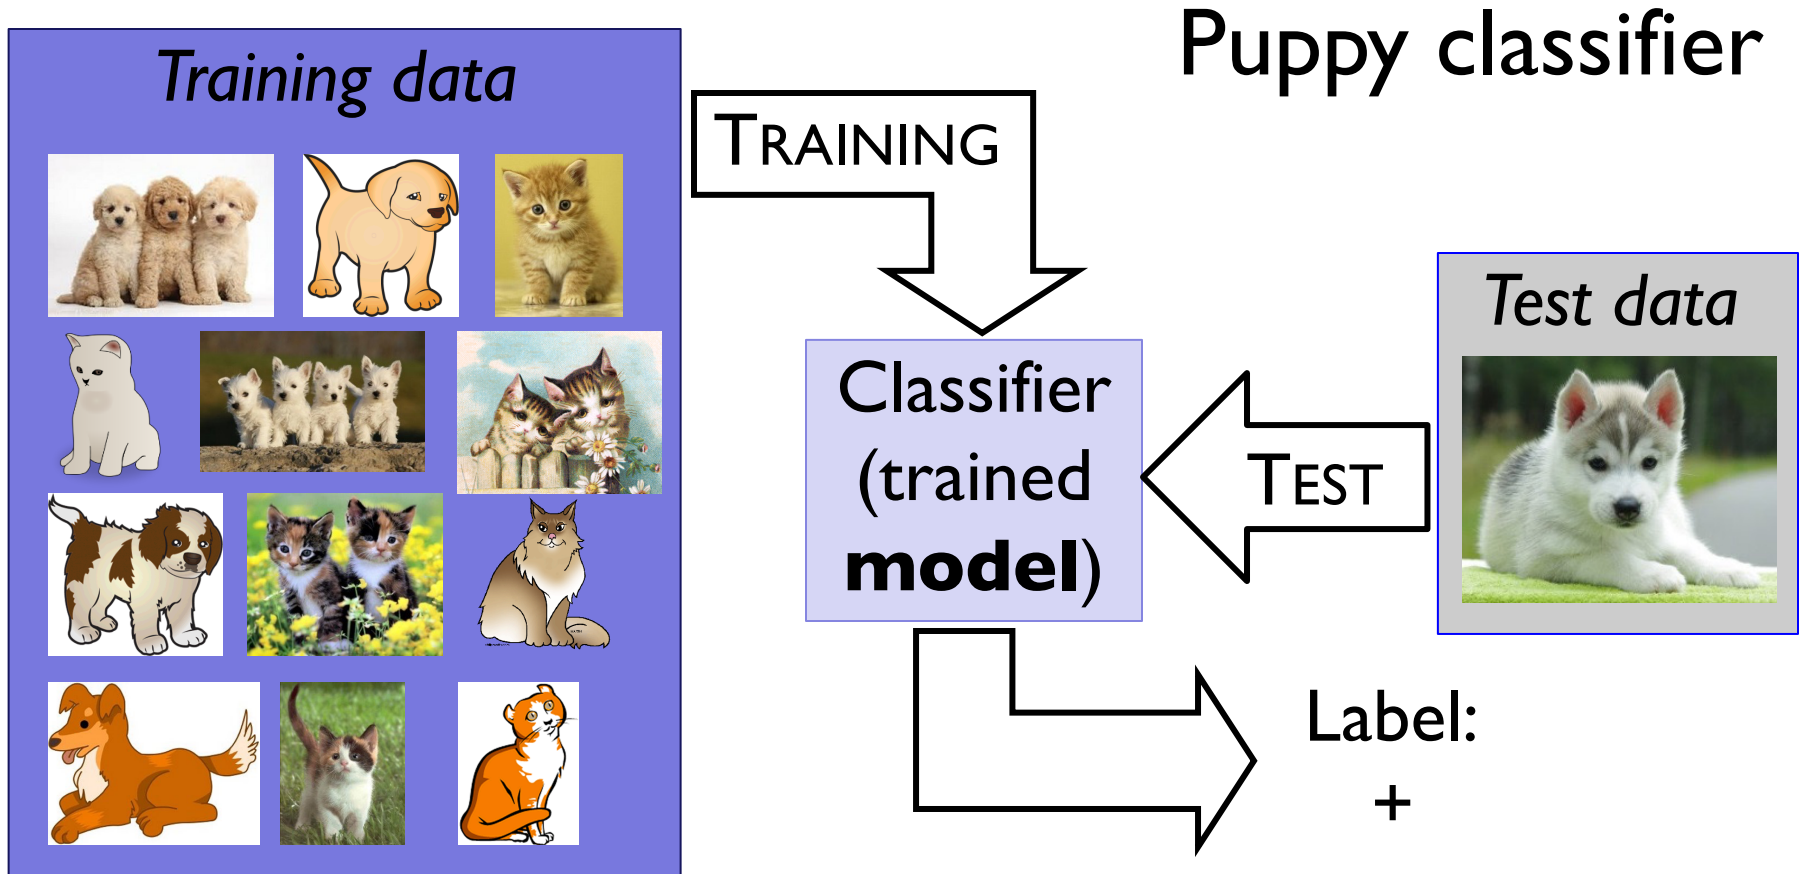 Puppy classifier
Training data
TRAINING
Test data
Classifier
(trained
model)
TEST
Label:
+